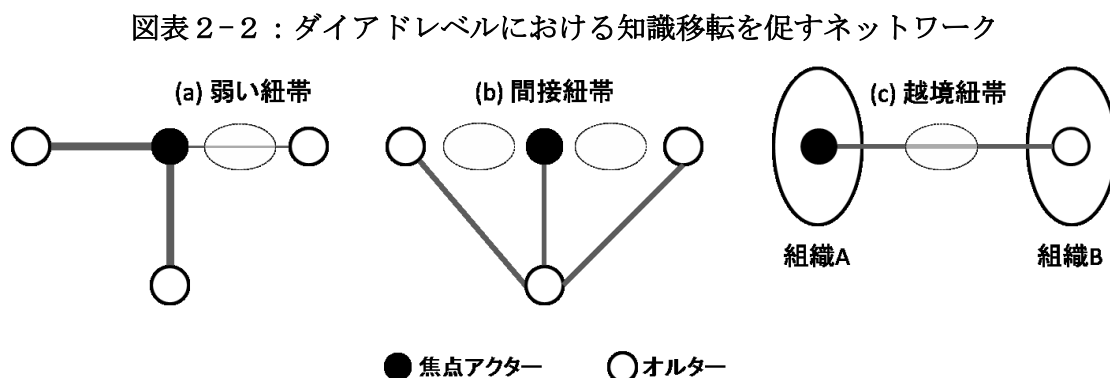 図表2-2:ダイアドレベルにおける知識移転を促すネットワーク
(a) 弱い紐帯
(b) 間接紐帯
(c) 越境紐帯
組織A
組織B
焦点アクター
オルター